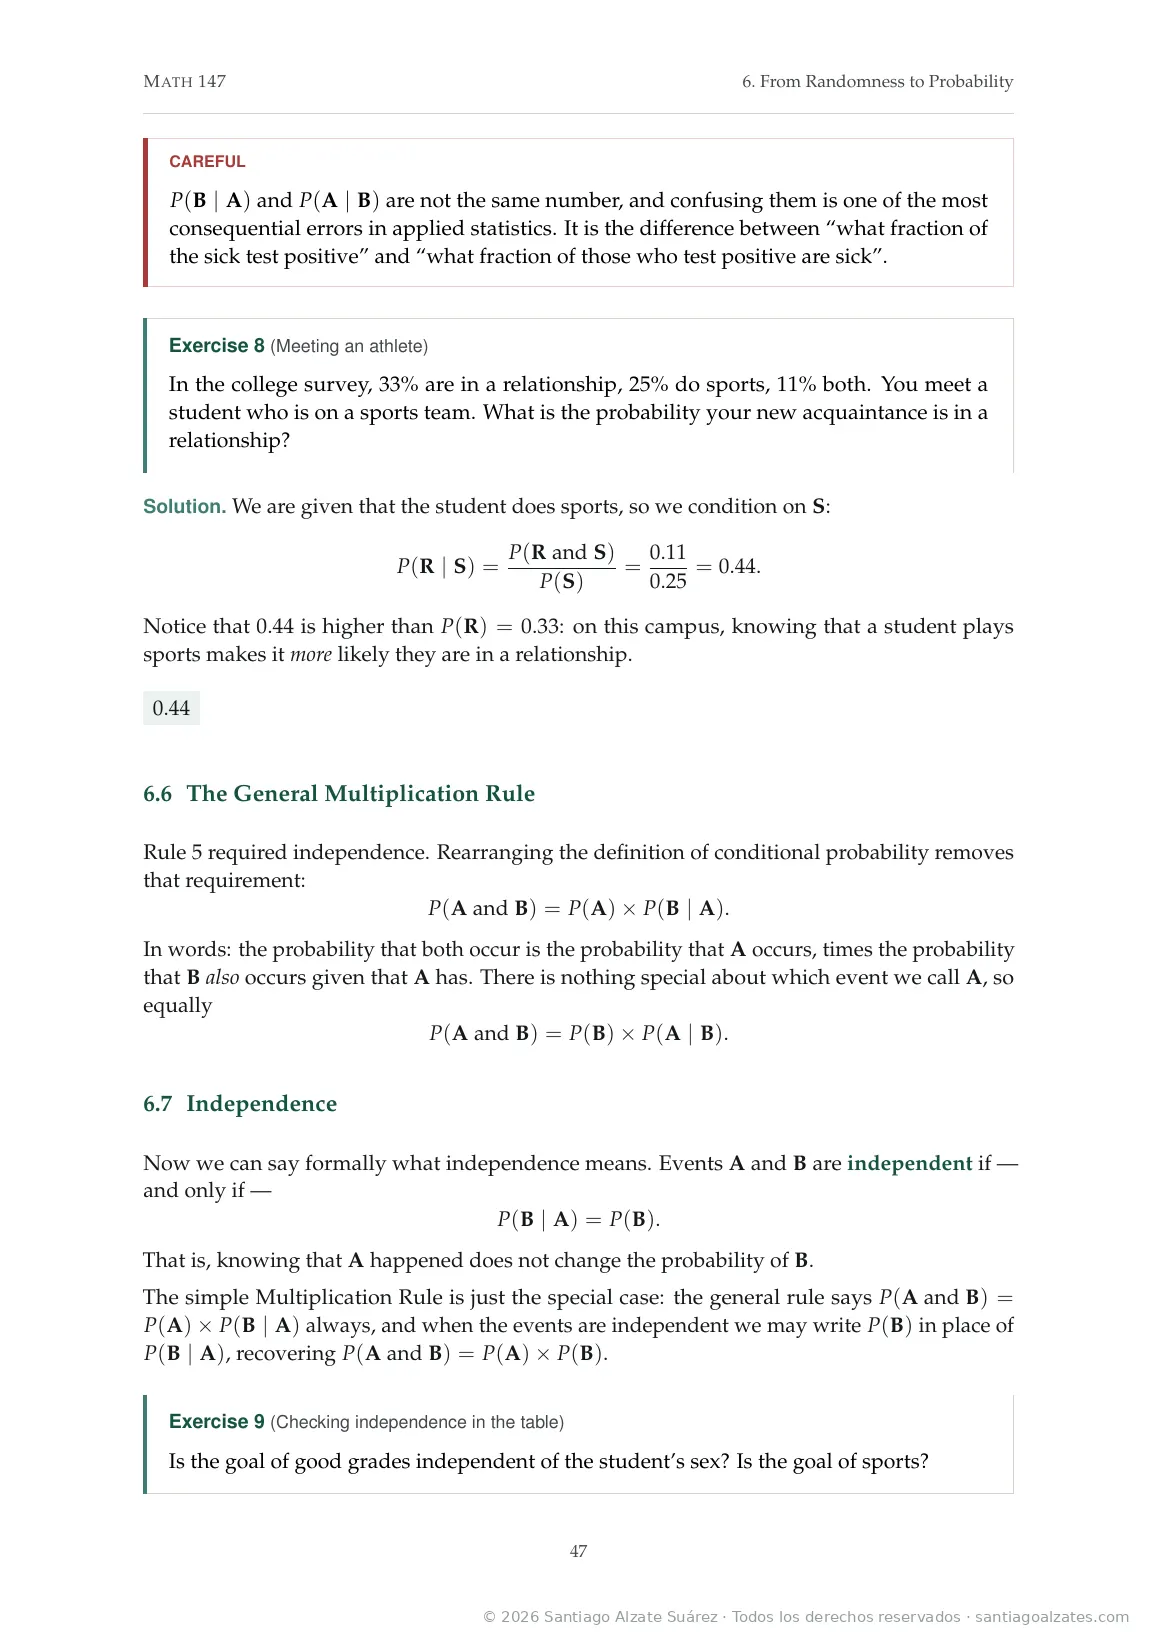 MATH 147
6. From Randomness to Probability
CAREFUL
P(B | A) and P(A | B) are not the same number, and confusing them is one of the most
consequential errors in applied statistics. It is the difference between “what fraction of
the sick test positive” and “what fraction of those who test positive are sick”.
Exercise 8 (Meeting an athlete)
In the college survey, 33% are in a relationship, 25% do sports, 11% both. You meet a
student who is on a sports team. What is the probability your new acquaintance is in a
relationship?
Solution. We are given that the student does sports, so we condition on S:
P(R | S) = P(R and S) / P(S) = 0.11 / 0.25 = 0.44.
Notice that 0.44 is higher than P(R) = 0.33: on this campus, knowing that a student plays
sports makes it more likely they are in a relationship.
0.44
6.6 The General Multiplication Rule
Rule 5 required independence. Rearranging the definition of conditional probability removes
that requirement:
P(A and B) = P(A) × P(B | A).
In words: the probability that both occur is the probability that A occurs, times the probability
that B also occurs given that A has. There is nothing special about which event we call A, so
equally
P(A and B) = P(B) × P(A | B).
6.7 Independence
Now we can say formally what independence means. Events A and B are independent if —
and only if —
P(B | A) = P(B).
That is, knowing that A happened does not change the probability of B.
The simple Multiplication Rule is just the special case: the general rule says P(A and B) =
P(A) × P(B | A) always, and when the events are independent we may write P(B) in place of
P(B | A), recovering P(A and B) = P(A) × P(B).
Exercise 9 (Checking independence in the table)
Is the goal of good grades independent of the student’s sex? Is the goal of sports?
47
© 2026 Santiago Alzate Suárez · Todos los derechos reservados · santiagoalzates.com